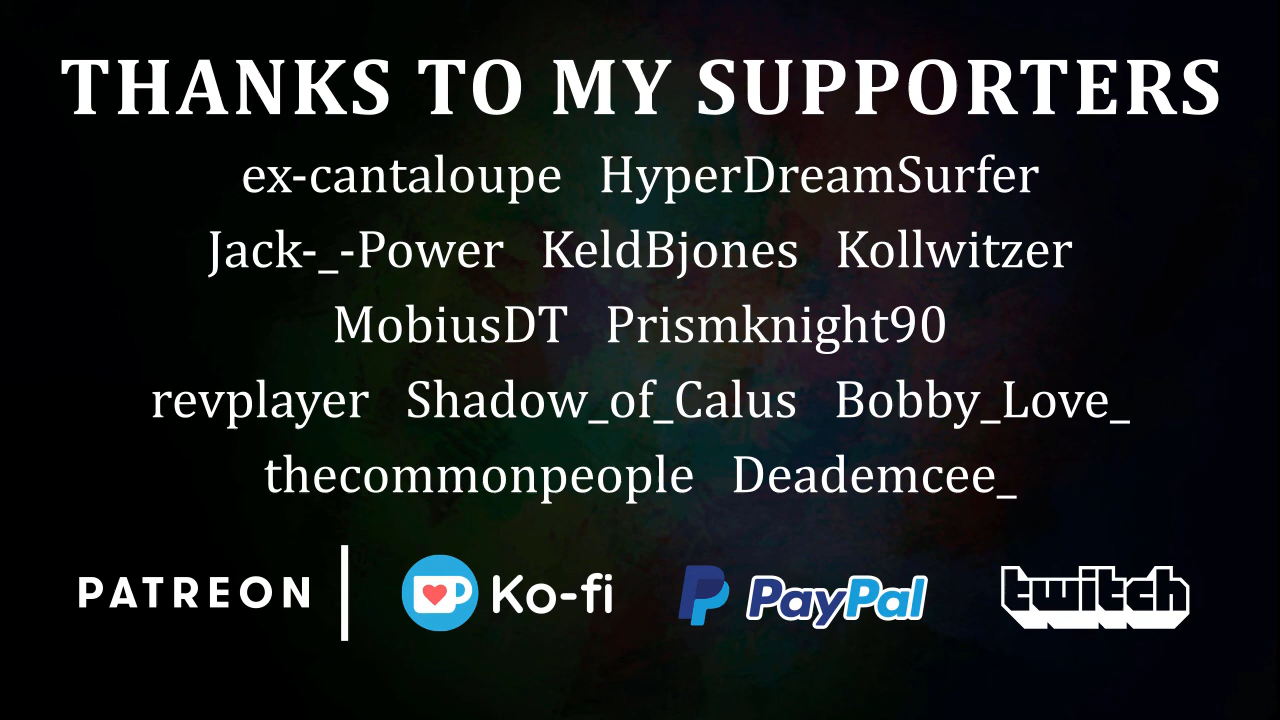 THANKS TO MY SUPPORTERS
ex-cantaloupe HyperDreamSurfer
Jack-_-Power KeldBjones Kollwitzer
MobiusDT Prismknight90
revplayer Shadow_of_Calus Bobby_Love_
thecommonpeople Deademcee_
PATREON Ko-fi PayPal twitch